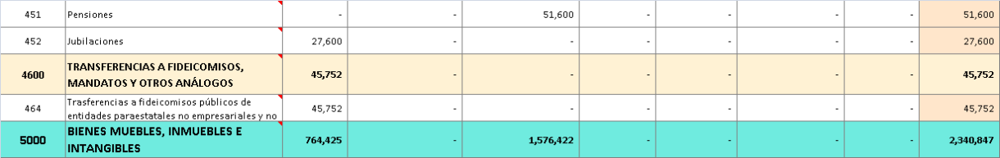 451 Pensiones - - 51,600 - - - - 51,600
452 Jubilaciones 27,600 - - - - - - 27,600
4600 TRANSFERENCIAS A FIDEICOMISOS, MANDATOS Y OTROS ANÁLOGOS 45,752 - - - - - - 45,752
464 Trasferencias a fideicomisos públicos de entidades paraestatales no empresariales y no 45,752 - - - - - - 45,752
5000 BIENES MUEBLES, INMUEBLES E INTANGIBLES 764,425 - 1,576,422 - - - - 2,340,847